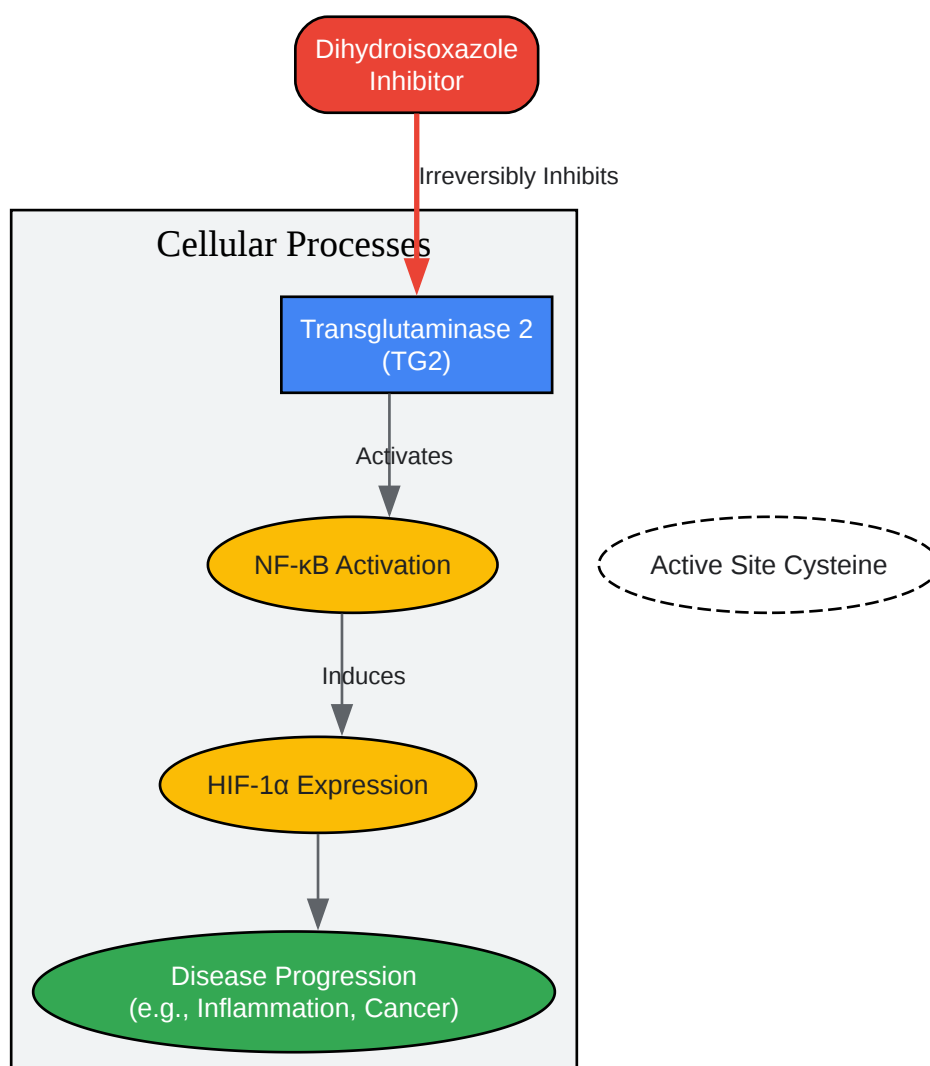 Dihydroisoxazole
Inhibitor
Irreversibly Inhibits
Cellular Processes
Transglutaminase 2
(TG2)
Activates
NF-κB Activation
Active Site Cysteine
Induces
HIF-1α Expression
Disease Progression
(e.g., Inflammation, Cancer)